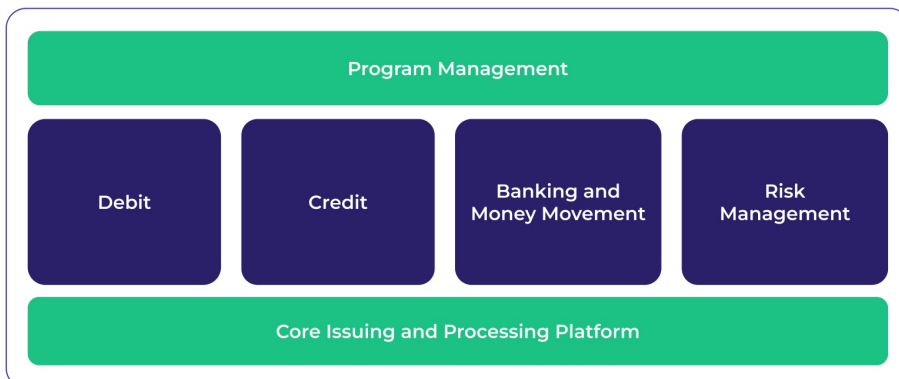 Program Management
Debit
Credit
Banking and
Money Movement
Risk
Management
Core Issuing and Processing Platform